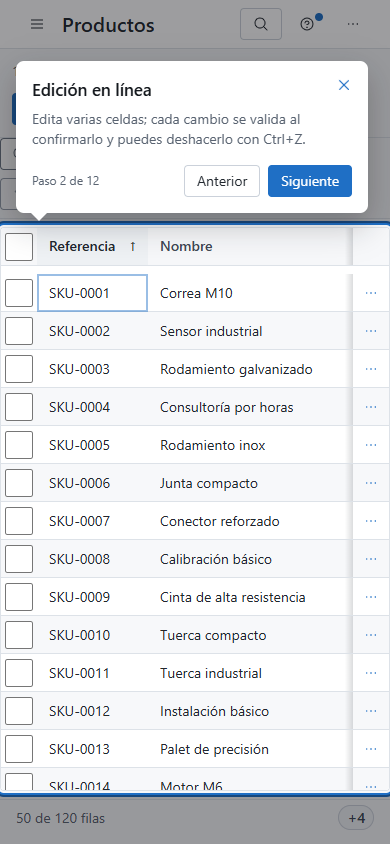 Productos
Edición en línea
Edita varias celdas; cada cambio se valida al
confirmarlo y puedes deshacerlo con Ctrl+Z.
Paso 2 de 12
Anterior
Siguiente
Referencia ↑ Nombre
SKU-0001 Correa M10
SKU-0002 Sensor industrial
SKU-0003 Rodamiento galvanizado
SKU-0004 Consultoría por horas
SKU-0005 Rodamiento inox
SKU-0006 Junta compacto
SKU-0007 Conector reforzado
SKU-0008 Calibración básico
SKU-0009 Cinta de alta resistencia
SKU-0010 Tuerca compacto
SKU-0011 Tuerca industrial
SKU-0012 Instalación básico
SKU-0013 Palet de precisión
SKU-0014 Motor M6
50 de 120 filas
+4